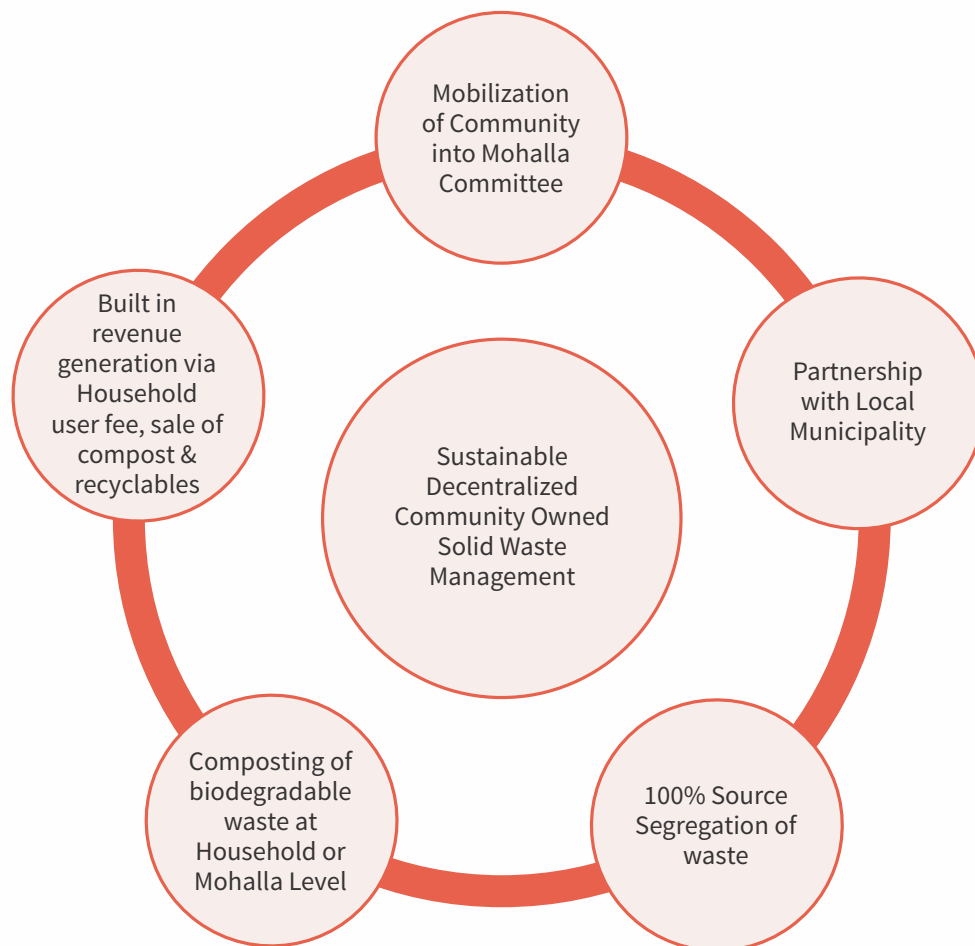 Mobilization
of Community
into Mohalla
Committee
Partnership
with Local
Municipality
100% Source
Segregation of
waste
Composting of
biodegradable
waste at
Household or
Mohalla Level
Built in
revenue
generation via
Household
user fee, sale of
compost &
recyclables
Sustainable
Decentralized
Community Owned
Solid Waste
Management